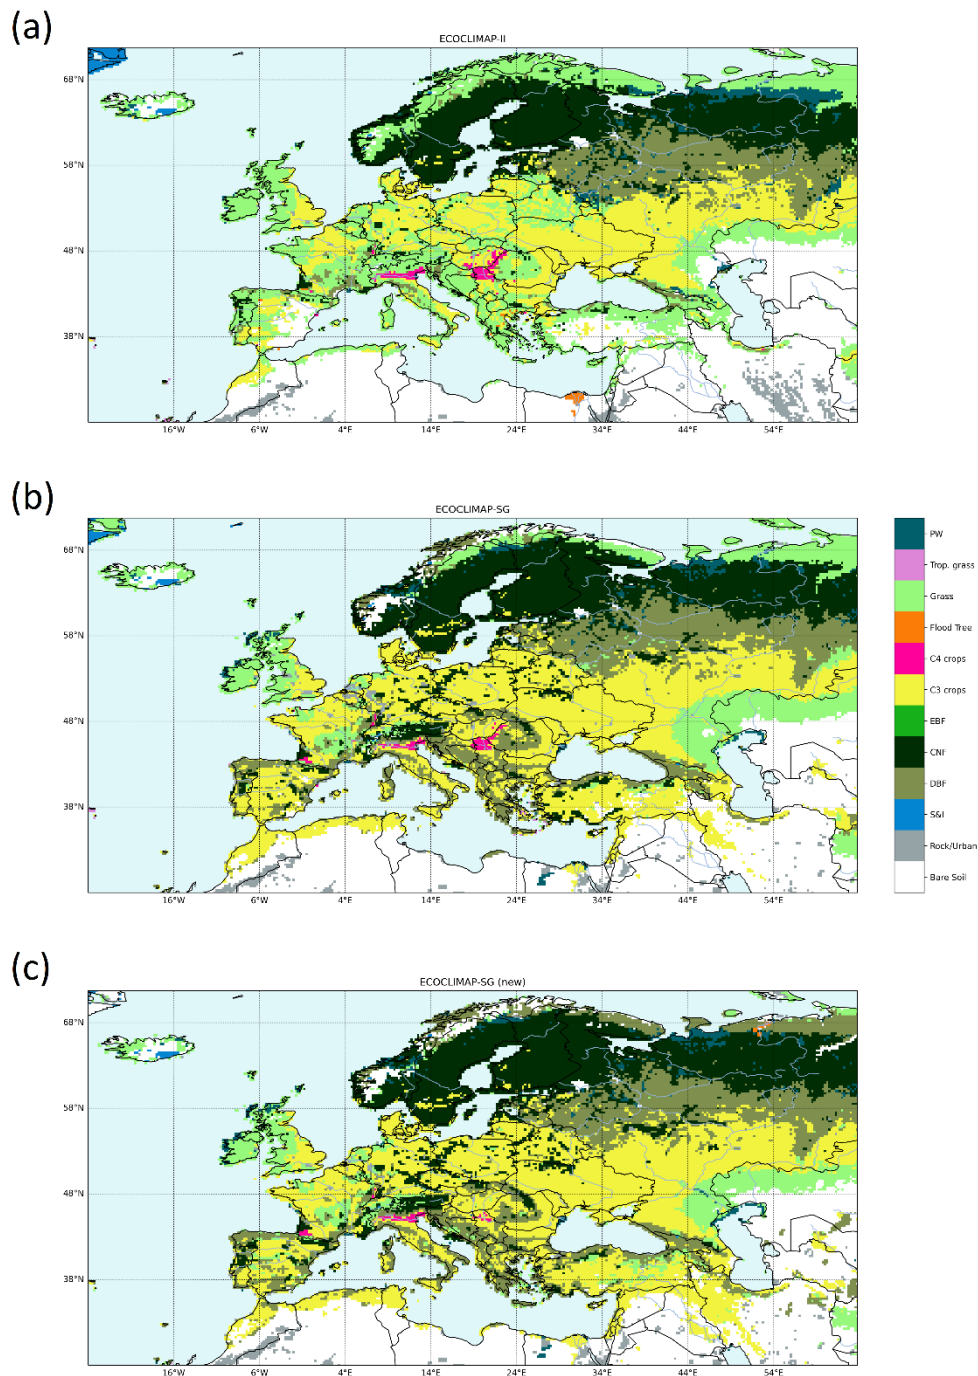 (a)
ECOCLIMAP-II
68°N
58°N
48°N
38°N
16°W 6°W 4°E 14°E 24°E 34°E 44°E 54°E
(b)
ECOCLIMAP-SG
68°N
58°N
48°N
38°N
16°W 6°W 4°E 14°E 24°E 34°E 44°E 54°E
PW
Trop. grass
Grass
Flood Tree
C4 crops
C3 crops
EBF
CNF
DBF
S&I
Rock/Urban
Bare Soil
(c)
ECOCLIMAP-SG (new)
68°N
58°N
48°N
38°N
16°W 6°W 4°E 14°E 24°E 34°E 44°E 54°E